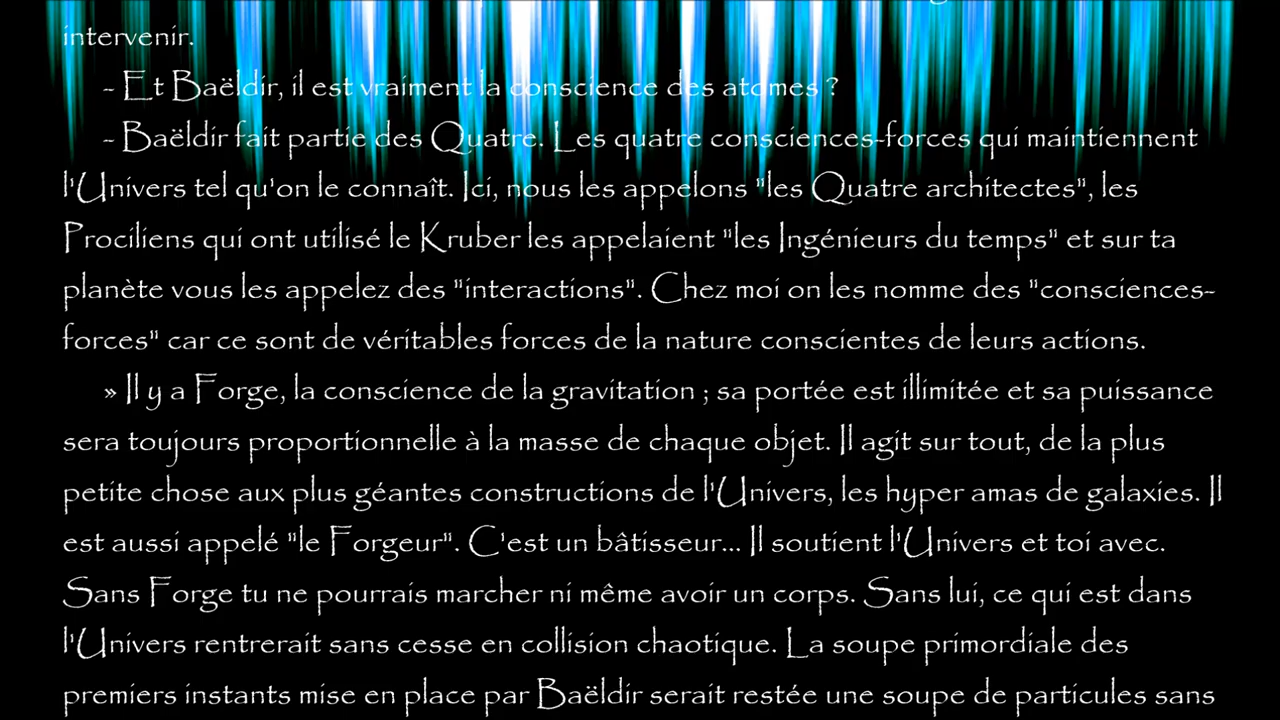 intervenir.
- Et Baëldir, il est vraiment la conscience des atomes ?
- Baëldir fait partie des Quatre. Les quatre consciences-forces qui maintiennent
l'Univers tel qu'on le connaît. Ici, nous les appelons "les Quatre architectes", les
Prociliens qui ont utilisé le Kruber les appelaient "les Ingénieurs du temps" et sur ta
planète vous les appelez des "interactions". Chez moi on les nomme des "consciences-
forces" car ce sont de véritables forces de la nature conscientes de leurs actions.
» Il y a Forge, la conscience de la gravitation ; sa portée est illimitée et sa puissance
sera toujours proportionnelle à la masse de chaque objet. Il agit sur tout, de la plus
petite chose aux plus géantes constructions de l'Univers, les hyper amas de galaxies. Il
est aussi appelé "le Forgeur". C'est un bâtisseur... Il soutient l'Univers et toi avec.
Sans Forge tu ne pourrais marcher ni même avoir un corps. Sans lui, ce qui est dans
l'Univers rentrerait sans cesse en collision chaotique. La soupe primordiale des
premiers instants mise en place par Baëldir serait restée une soupe de particules sans